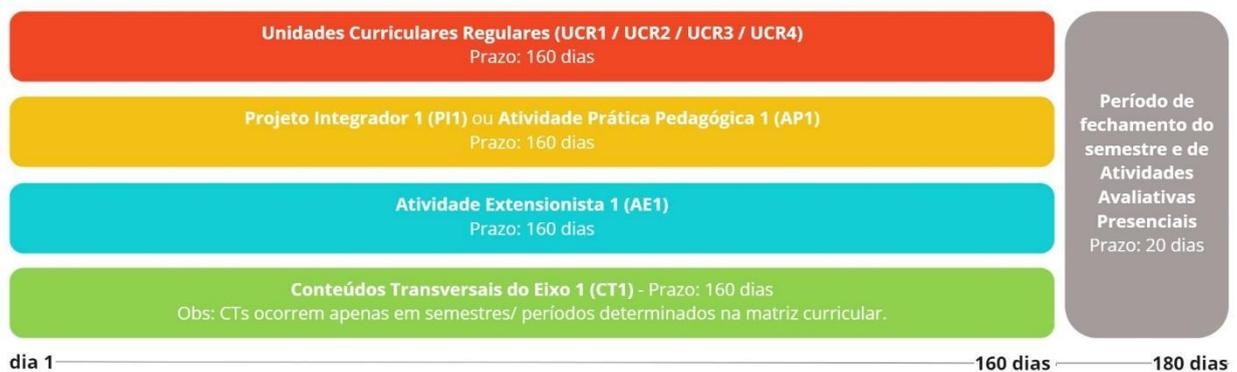 Unidades Curriculares Regulares (UCR1 / UCR2 / UCR3 / UCR4)
Prazo: 160 dias
Projeto Integrador 1 (PI1) ou Atividade Prática Pedagógica 1 (AP1)
Prazo: 160 dias
Atividade Extensionista 1 (AE1)
Prazo: 160 dias
Conteúdos Transversais do Eixo 1 (CT1) - Prazo: 160 dias
Obs: CTs ocorrem apenas em semestres/ períodos determinados na matriz curricular.
Período de
fechamento do
semestre e de
Atividades
Avaliativas
Presenciais
Prazo: 20 dias
dia 1
160 dias
180 dias